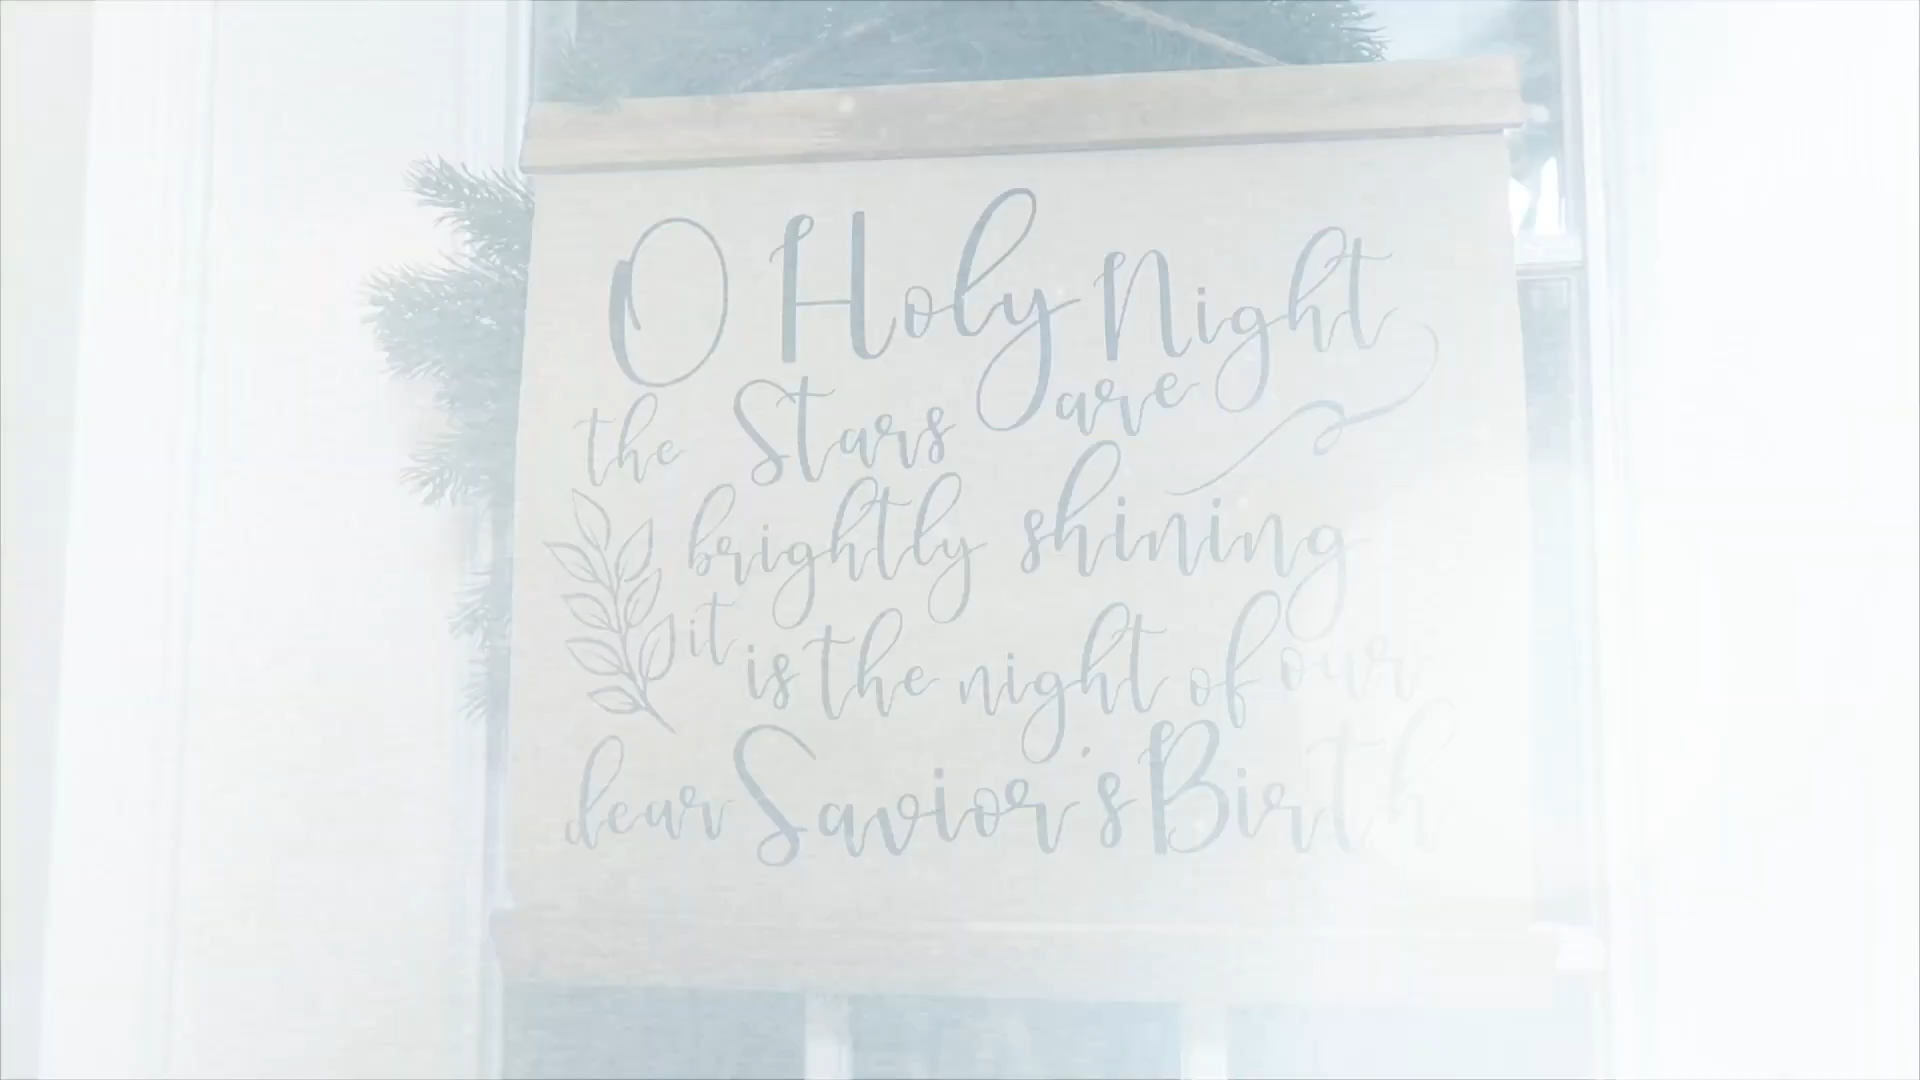 O Holy Night
the Stars are
brightly shining
it is the night of our
dear Savior's Birth